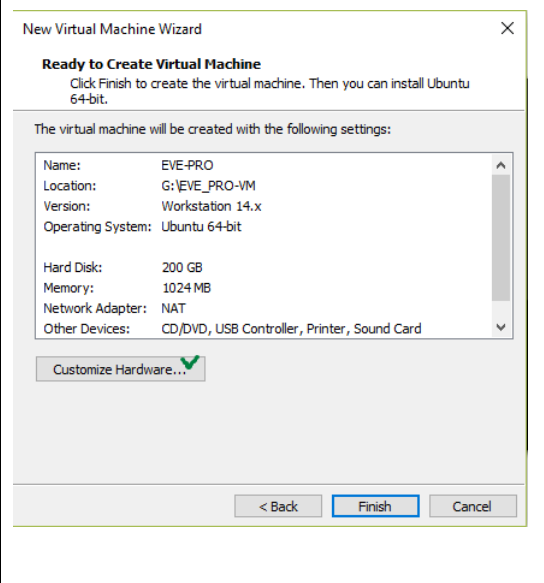 New Virtual Machine Wizard
Ready to Create Virtual Machine
Click Finish to create the virtual machine. Then you can install Ubuntu
64-bit.
The virtual machine will be created with the following settings:
Name: EVE-PRO
Location: G:\EVE_PRO-VM
Version: Workstation 14.x
Operating System: Ubuntu 64-bit
Hard Disk: 200 GB
Memory: 1024 MB
Network Adapter: NAT
Other Devices: CD/DVD, USB Controller, Printer, Sound Card
Customize Hardware...
< Back Finish Cancel